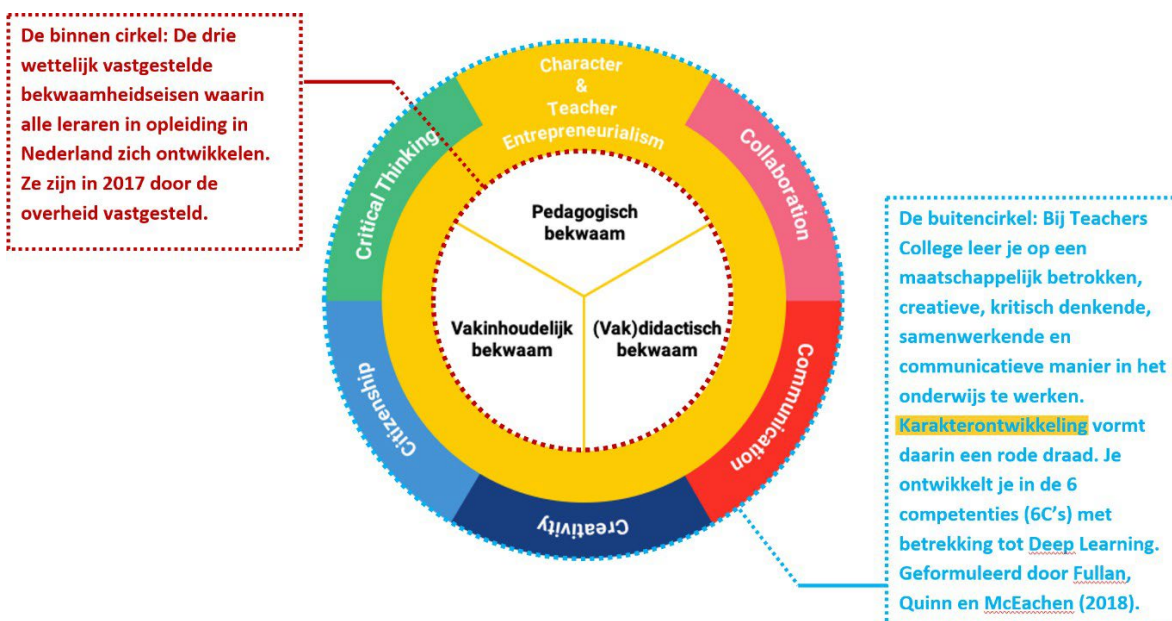 De binnen cirkel: De drie
wettelijk vastgestelde
bekwaamheidseisen waarin
alle leraren in opleiding in
Nederland zich ontwikkelen.
Ze zijn in 2017 door de
overheid vastgesteld.
Character
&
Teacher
Entrepreneurialism
Critical Thinking
Collaboration
Pedagogisch
bekwaam
Vakinhoudelijk
bekwaam
(Vak)didactisch
bekwaam
Citizenship
Communication
Creativity
De buitencirkel: Bij Teachers
College leer je op een
maatschappelijk betrokken,
creatieve, kritisch denkende,
samenwerkende en
communicatieve manier in het
onderwijs te werken.
Karakterontwikkeling vormt
daarin een rode draad. Je
ontwikkelt je in de 6
competenties (6C’s) met
betrekking tot Deep Learning.
Geformuleerd door Fullan,
Quinn en McEachen (2018).